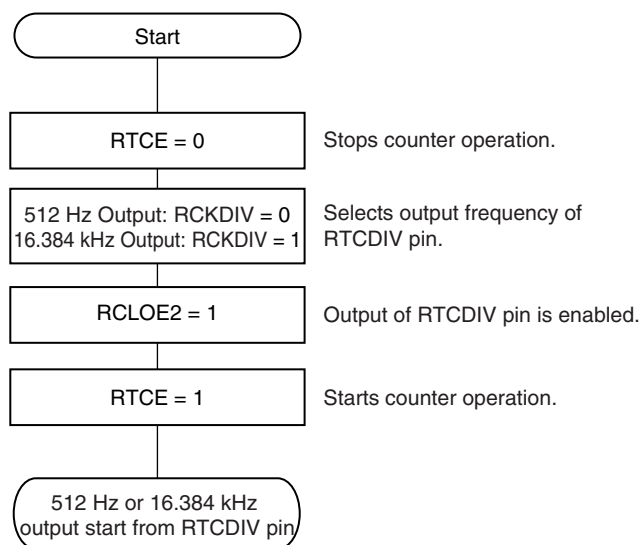 Start
RTCE = 0
Stops counter operation.
512 Hz Output: RCKDIV = 0
16.384 kHz Output: RCKDIV = 1
Selects output frequency of
RTCDIV pin.
RCLOE2 = 1
Output of RTCDIV pin is enabled.
RTCE = 1
Starts counter operation.
512 Hz or 16.384 kHz
output start from RTCDIV pin